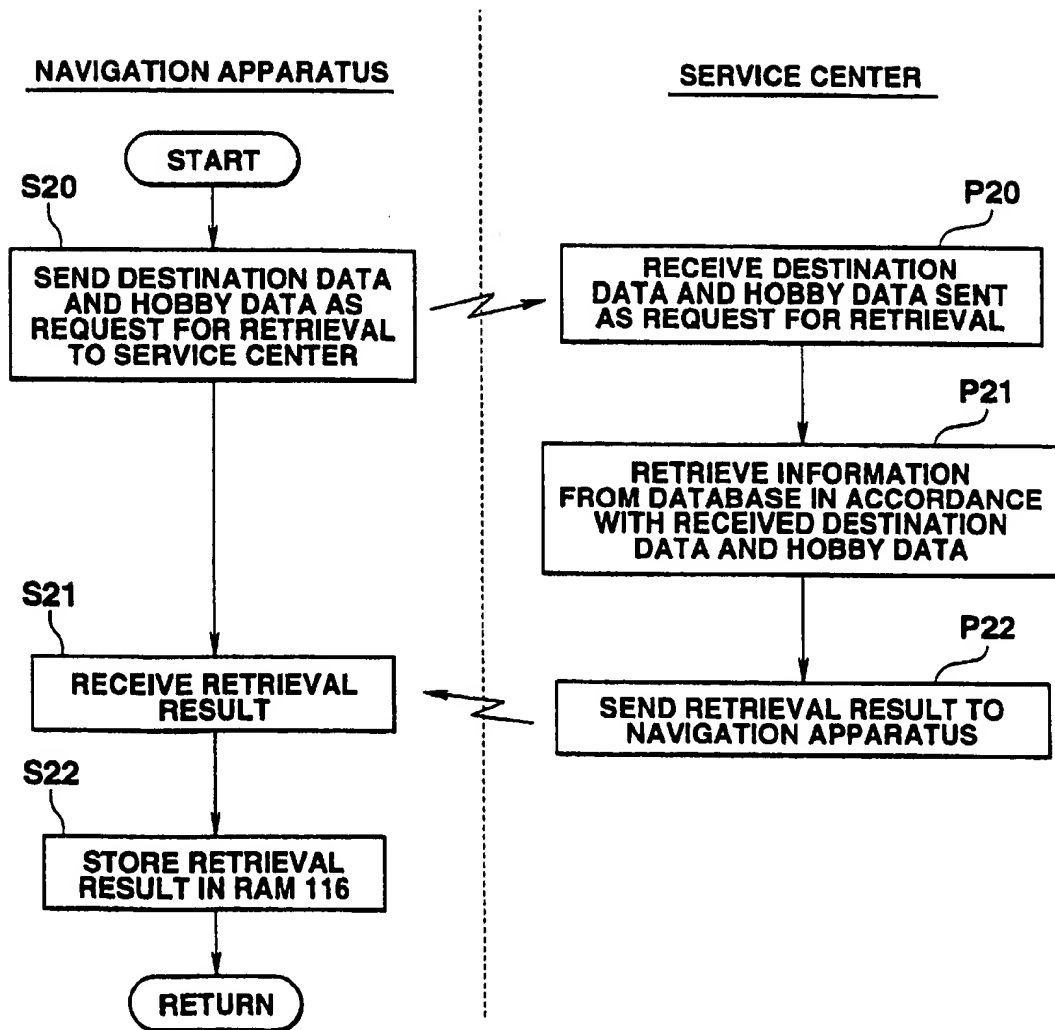 NAVIGATION APPARATUS
START
S20
SEND DESTINATION DATA
AND HOBBY DATA AS
REQUEST FOR RETRIEVAL
TO SERVICE CENTER
S21
RECEIVE RETRIEVAL
RESULT
S22
STORE RETRIEVAL
RESULT IN RAM 116
RETURN
SERVICE CENTER
P20
RECEIVE DESTINATION
DATA AND HOBBY DATA SENT
AS REQUEST FOR RETRIEVAL
P21
RETRIEVE INFORMATION
FROM DATABASE IN ACCORDANCE
WITH RECEIVED DESTINATION
DATA AND HOBBY DATA
P22
SEND RETRIEVAL RESULT TO
NAVIGATION APPARATUS